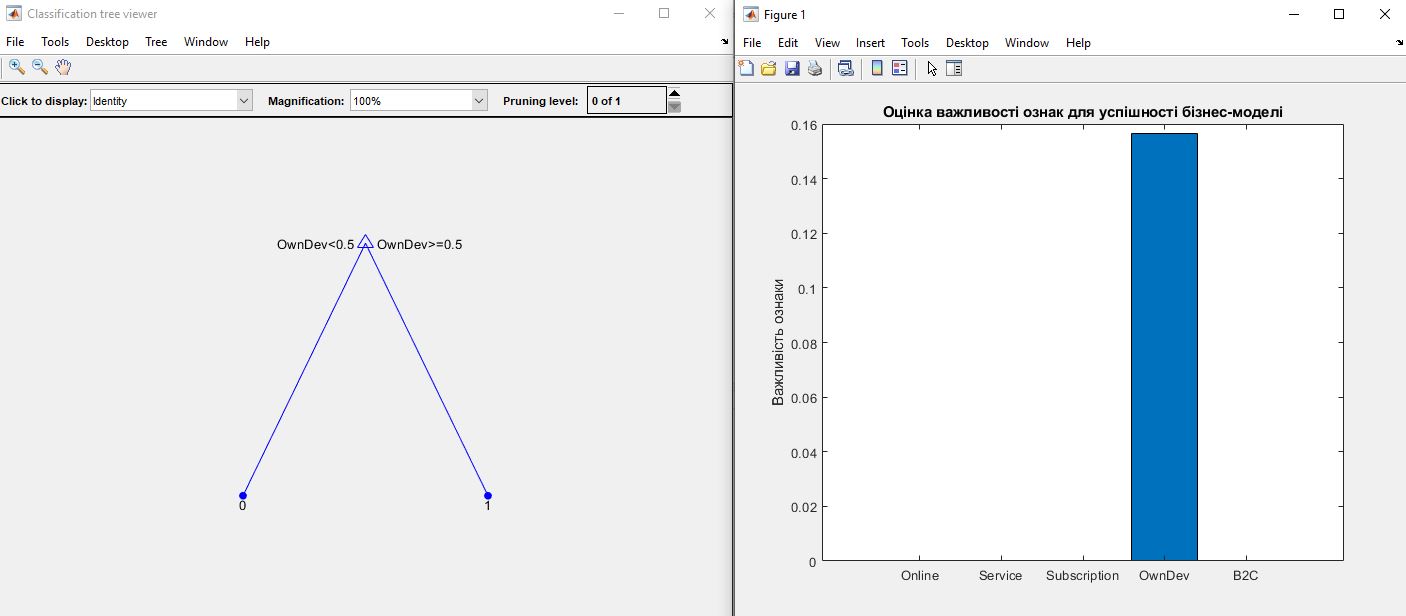 Classification tree viewer
File Tools Desktop Tree Window Help
Click to display: Identity Magnification: 100% Pruning level: 0 of 1
OwnDev<0.5 OwnDev>=0.5
0 1
Figure 1
File Edit View Insert Tools Desktop Window Help
Оцінка важливості ознак для успішності бізнес-моделі
Важливість ознаки
0.16
0.14
0.12
0.1
0.08
0.06
0.04
0.02
0
Online Service Subscription OwnDev B2C